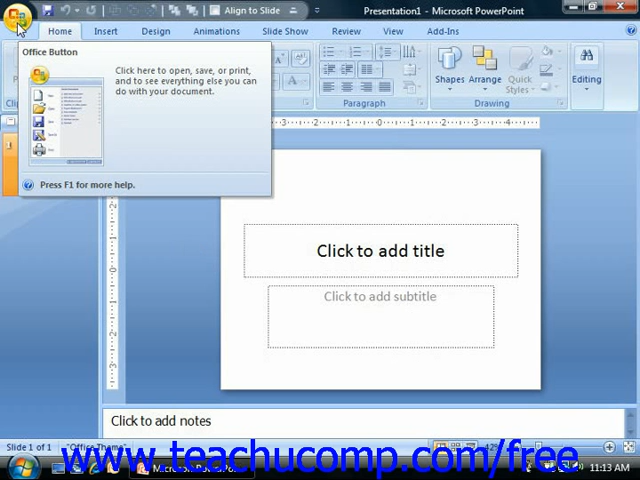 Align to Slide
Presentation1 - Microsoft PowerPoint
Home Insert Design Animations Slide Show Review View Add-Ins
Office Button
Click here to open, save, or print,
and to see everything else you can
do with your document.
Press F1 for more help.
Shapes Arrange Quick
Styles
Editing
Paragraph Drawing
Click to add title
Click to add subtitle
Click to add notes
Slide 1 of 1 "Office Theme"
www.teachucomp.com/free
11:13 AM